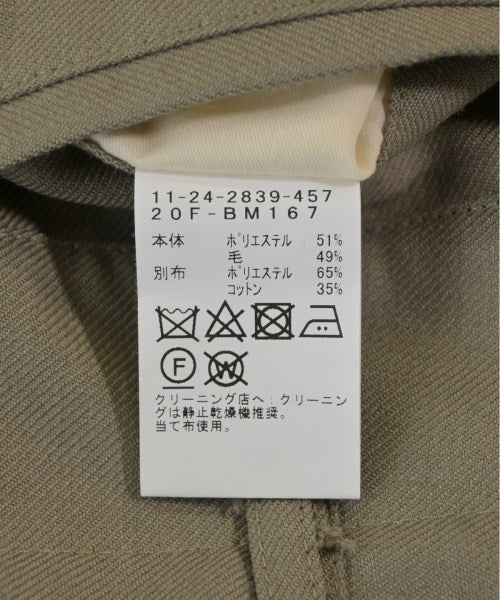 11-24-2839-457
20F-BM167
本体 ポリエステル 51%
毛 49%
別布 ポリエステル 65%
コットン 35%
F W
クリーニング店へ:クリーニン
グは静止乾燥機推奨。
当て布使用。